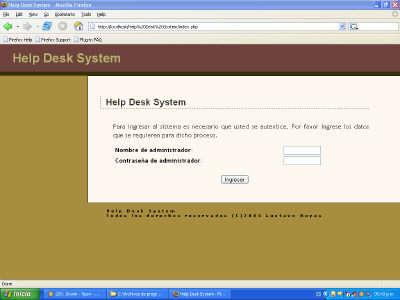 Help Desk System - Mozilla Firefox
File Edit View Go Bookmarks Tools Help
http://localhost/Help%20Desk%20System/index.php
Firefox Help Firefox Support Plug-in FAQ
Help Desk System
Help Desk System
Para ingresar al sistema es necesario que usted se autentice. Por favor ingrese los datos
que se requieren para dicho proceso.
Nombre de administrador:
Contraseña de administrador:
Ingresar
Help Desk System
Todos los derechos reservados (C)2006 Gustavo Reyes
Done
Inicio
C:\Archivos de progr...
Help Desk System - M...
ES